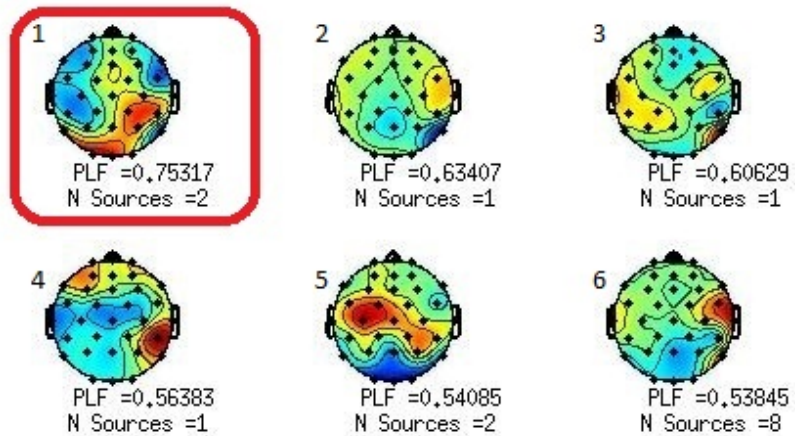 1
2
3
PLF =0.75317
N Sources =2
PLF =0.63407
N Sources =1
PLF =0.60629
N Sources =1
4
5
6
PLF =0.56383
N Sources =1
PLF =0.54085
N Sources =2
PLF =0.53845
N Sources =8